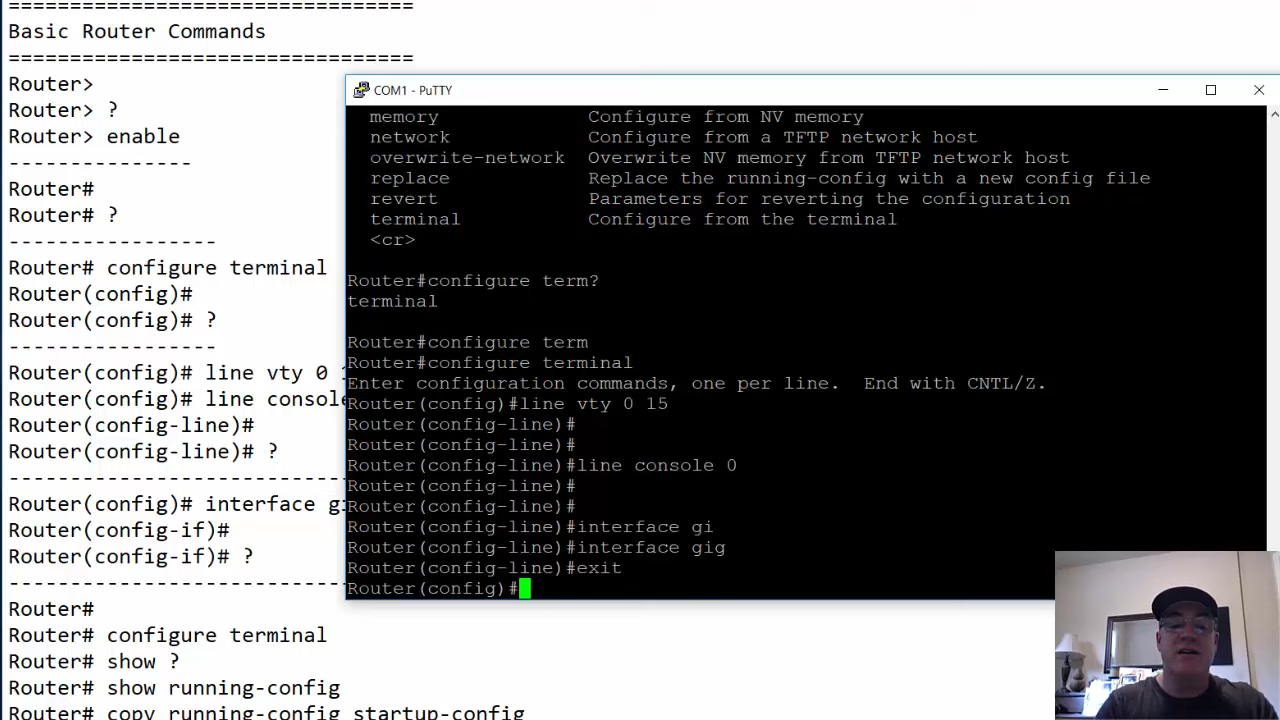 ================================
Basic Router Commands
================================
Router>
Router> ?
Router> enable
---------------
Router#
Router# ?
-----------------
Router# configure terminal
Router(config)#
Router(config)# ?
-----------------
Router(config)# line vty 0
Router(config)# line console
Router(config-line)#
Router(config-line)# ?
Router(config)# interface gi
Router(config-if)#
Router(config-if)# ?
Router#
Router# configure terminal
Router# show ?
Router# show running-config
Router# copy running-config startup-config
COM1 - PuTTY
memory Configure from NV memory
network Configure from a TFTP network host
overwrite-network Overwrite NV memory from TFTP network host
replace Replace the running-config with a new config file
revert Parameters for reverting the configuration
terminal Configure from the terminal
<cr>
Router#configure term?
terminal
Router#configure term
Router#configure terminal
Enter configuration commands, one per line. End with CNTL/Z.
Router(config)#line vty 0 15
Router(config-line)#
Router(config-line)#
Router(config-line)#line console 0
Router(config-line)#
Router(config-line)#
Router(config-line)#interface gi
Router(config-line)#interface gig
Router(config-line)#exit
Router(config)#